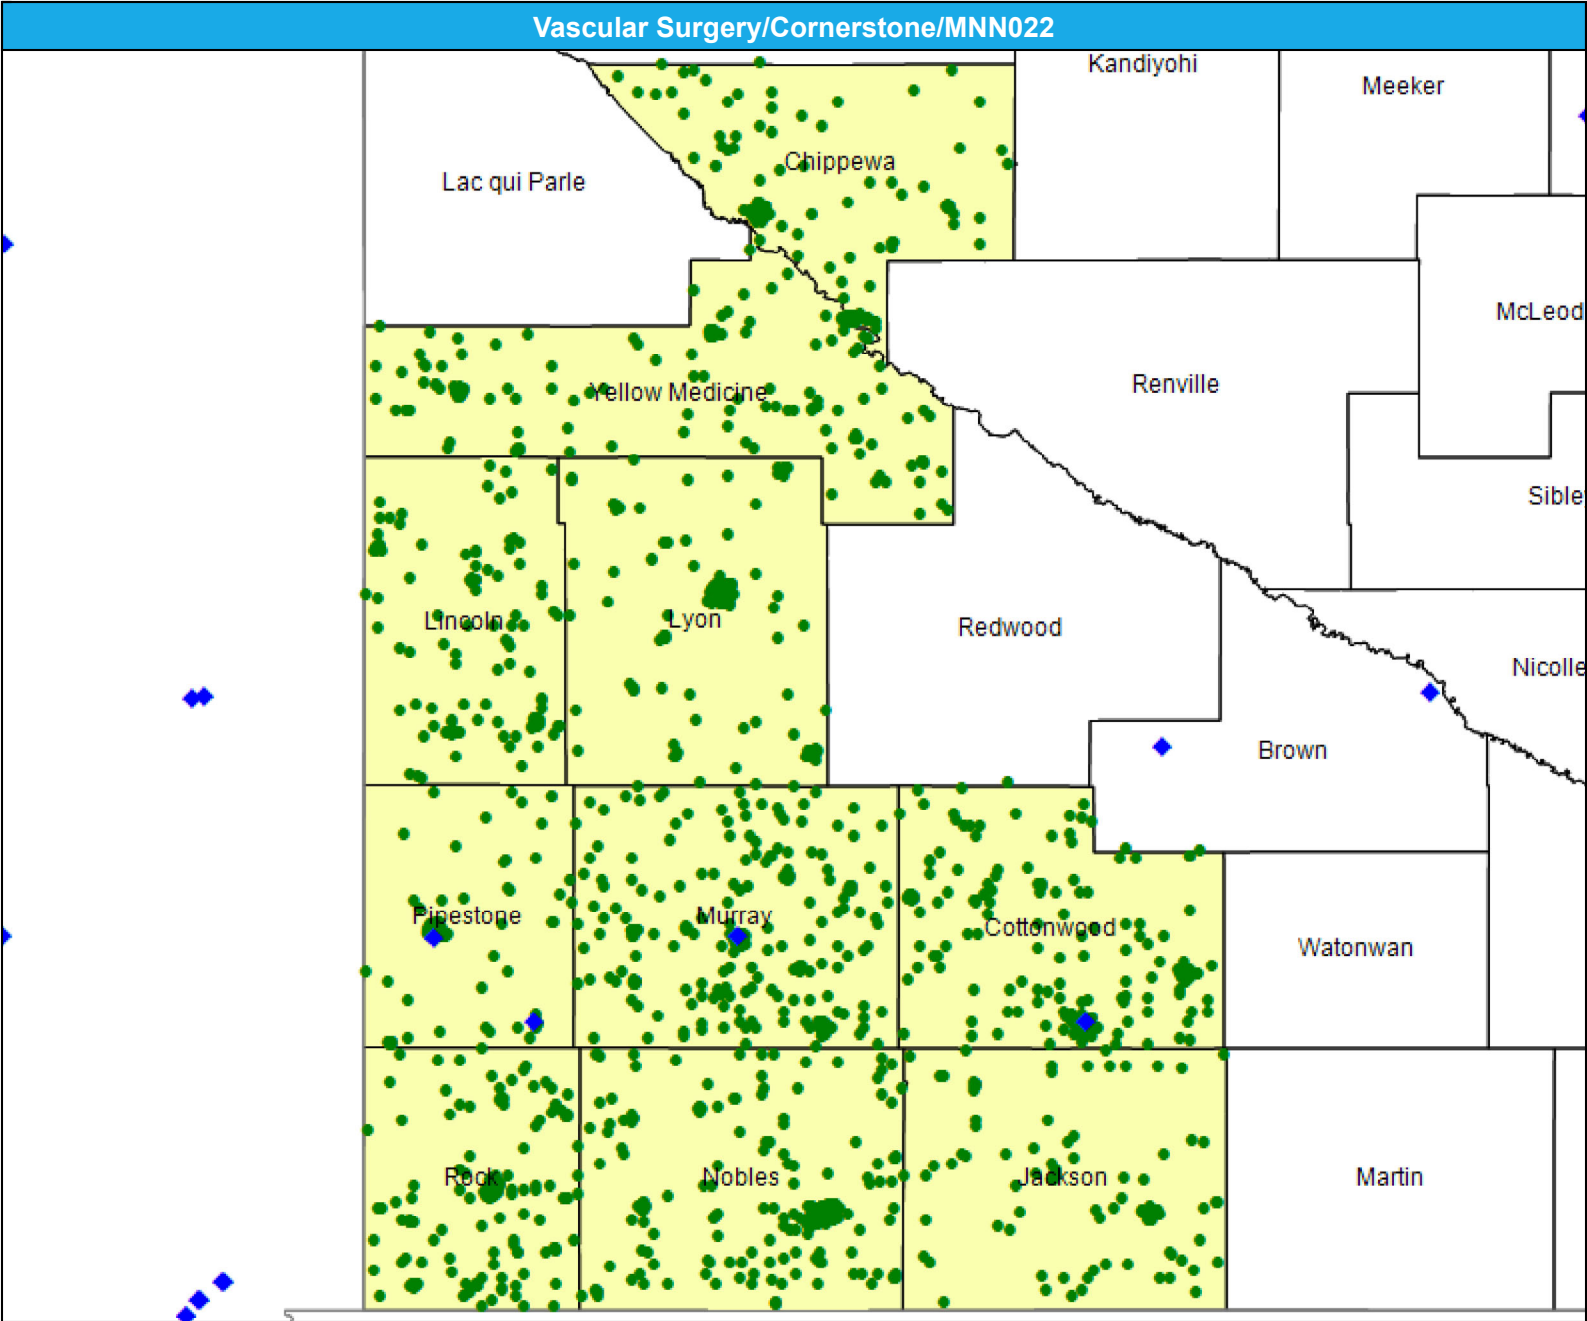 Vascular Surgery/Cornerstone/MNN022
Kandiyohi
Meeker
Chippewa
Lac qui Parle
McLeod
Renville
Yellow Medicine
Sible
Lincoln
Lyon
Redwood
Nicolle
Brown
Pipestone
Murray
Cottonwood
Watonwan
Rock
Nobles
Jackson
Martin